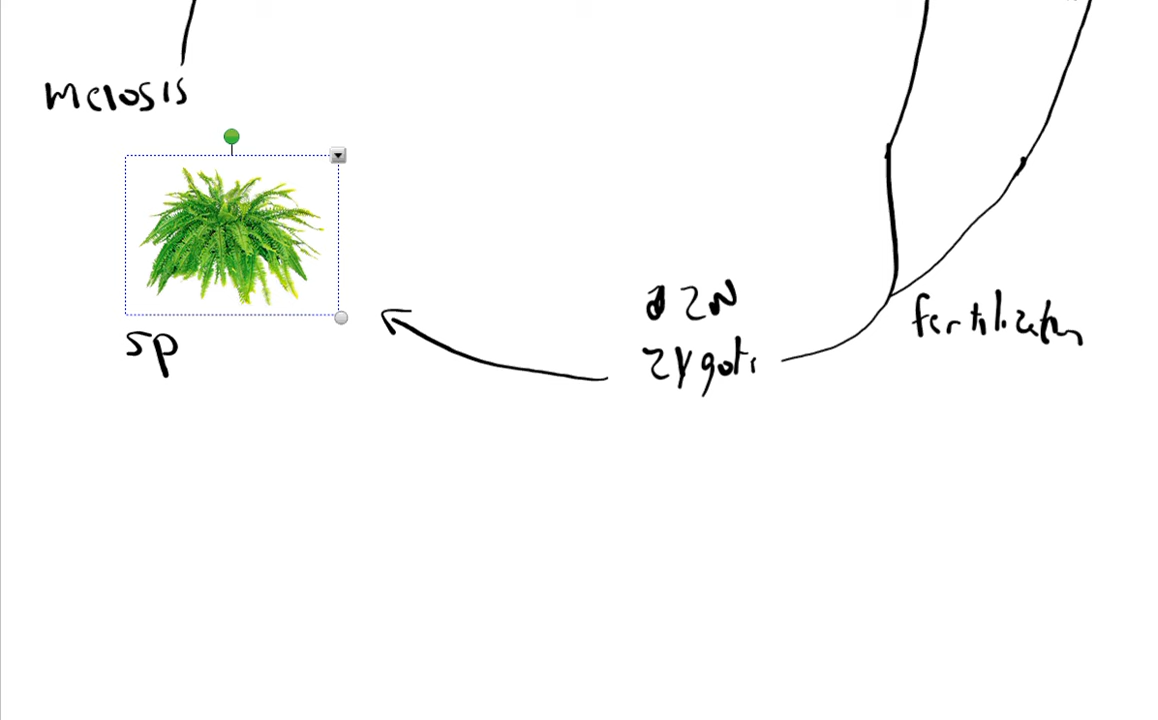 meiosis
2N
zygote
fertilization
sp